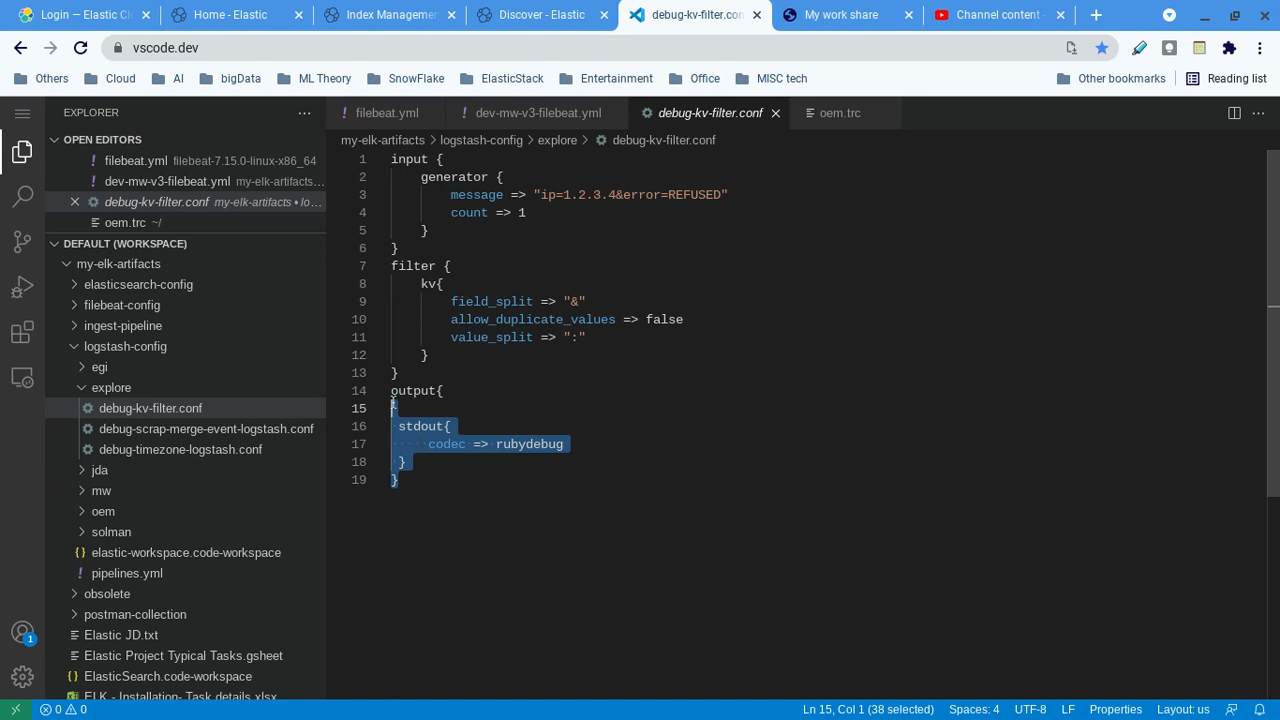 Login — Elastic Cl
Home - Elastic
Index Managemen
Discover - Elastic
debug-kv-filter.con
My work share
Channel content -
vscode.dev
Others
Cloud
AI
bigData
ML Theory
SnowFlake
ElasticStack
Entertainment
Office
MISC tech
Other bookmarks
Reading list
EXPLORER
OPEN EDITORS
filebeat.yml filebeat-7.15.0-linux-x86_64
dev-mw-v3-filebeat.yml my-elk-artifacts...
debug-kv-filter.conf my-elk-artifacts • lo...
oem.trc ~/
DEFAULT (WORKSPACE)
my-elk-artifacts
elasticsearch-config
filebeat-config
ingest-pipeline
logstash-config
egi
explore
debug-kv-filter.conf
debug-scrap-merge-event-logstash.conf
debug-timezone-logstash.conf
jda
mw
oem
solman
elastic-workspace.code-workspace
pipelines.yml
obsolete
postman-collection
Elastic JD.txt
Elastic Project Typical Tasks.gsheet
ElasticSearch.code-workspace
ELK - Installation- Task details.xlsx
filebeat.yml
dev-mw-v3-filebeat.yml
debug-kv-filter.conf
oem.trc
my-elk-artifacts > logstash-config > explore > debug-kv-filter.conf
1 input {
2 generator {
3 message => "ip=1.2.3.4&error=REFUSED"
4 count => 1
5 }
6 }
7 filter {
8 kv{
9 field_split => "&"
10 allow_duplicate_values => false
11 value_split => ":"
12 }
13 }
14 output{
15
16 stdout{
17 codec => rubydebug
18 }
19 }
1
0 0
Ln 15, Col 1 (38 selected)
Spaces: 4
UTF-8
LF
Properties
Layout: us